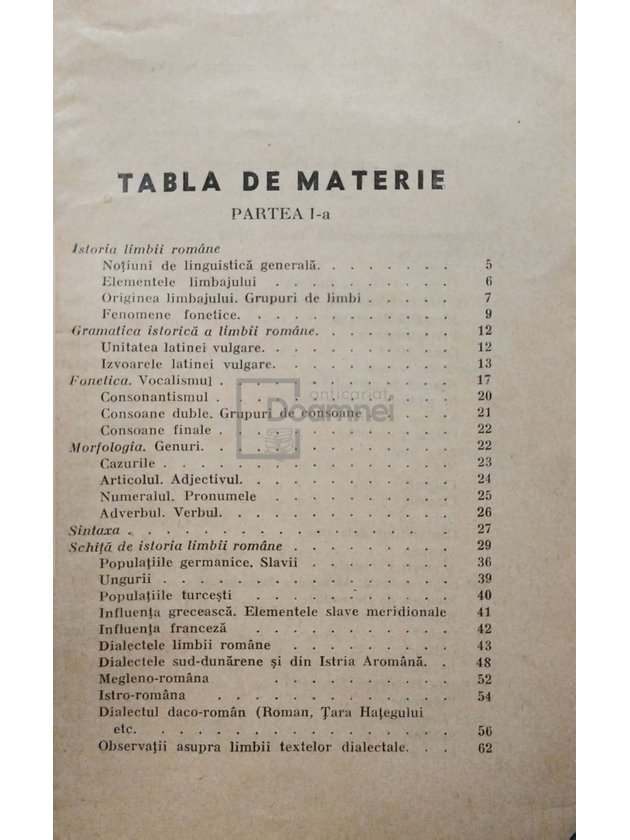 TABLA DE MATERIE
PARTEA I-a
Istoria limbii române
Noțiuni de linguistică generală. . . . . . . . 5
Elementele limbajului . . . . . . . . . 6
Originea limbajului. Grupuri de limbi . . . . . 7
Fenomene fonetice. . . . . . . . . . . 9
Gramatica istorică a limbii române. . . . . . . . 12
Unitatea latinei vulgare. . . . . . . . . . 12
Izvoarele latinei vulgare. . . . . . . . . . 13
Fonetica. Vocalismul . . . . . . . . . . . . 17
Consonantismul . . . . . . . . . . . . 20
Consoane duble. Grupuri de consoane . . . . 21
Consoane finale . . . . . . . . . . . . 22
Morfologia. Genuri. . . . . . . . . . . . . 22
Cazurile . . . . . . . . . . . . . . . 23
Articolul. Adjectivul. . . . . . . . . . . 24
Numeralul. Pronumele . . . . . . . . . 25
Adverbul. Verbul. . . . . . . . . . . . 26
Sintaxa . . . . . . . . . . . . . . . . . 27
Schiță de istoria limbii române . . . . . . . . 29
Populațiile germanice. Slavii . . . . . . . 36
Ungurii . . . . . . . . . . . . . . . 39
Populațiile turcești . . . . . . . . . . . 40
Influența grecească. Elementele slave meridionale 41
Influența franceză . . . . . . . . . . 42
Dialectele limbii române . . . . . . . . . 43
Dialectele sud-dunărene și din Istria Aromână. . 48
Megleno-româna . . . . . . . . . 52
Istro-româna . . . . . . . . . . . . 54
Dialectul daco-român (Roman, Țara Hațegului
etc. . . . . . . . . . . . . . . . . 56
Observații asupra limbii textelor dialectale. . . 62
anticariat
Doamnei